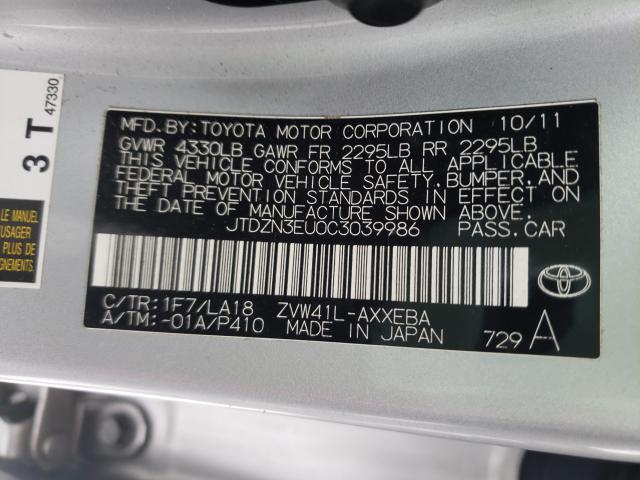 3 T
47330
LE MANUEL
USAGER
PLUS DE
GNEMENTS.
MFD. BY: TOYOTA MOTOR CORPORATION 10/11
GVWR 4330LB GAWR FR 2295LB RR 2295LB
THIS VEHICLE CONFORMS TO ALL APPLICABLE
FEDERAL MOTOR VEHICLE SAFETY, BUMPER, AND
THEFT PREVENTION STANDARDS IN EFFECT ON
THE DATE OF MANUFACTURE SHOWN ABOVE.
JTDZN3EU0C3039986 PASS.CAR
C/TR: 1F7/LA18 ZVW41L-AXXEBA
A/TM: -01A/P410 MADE IN JAPAN 729 A